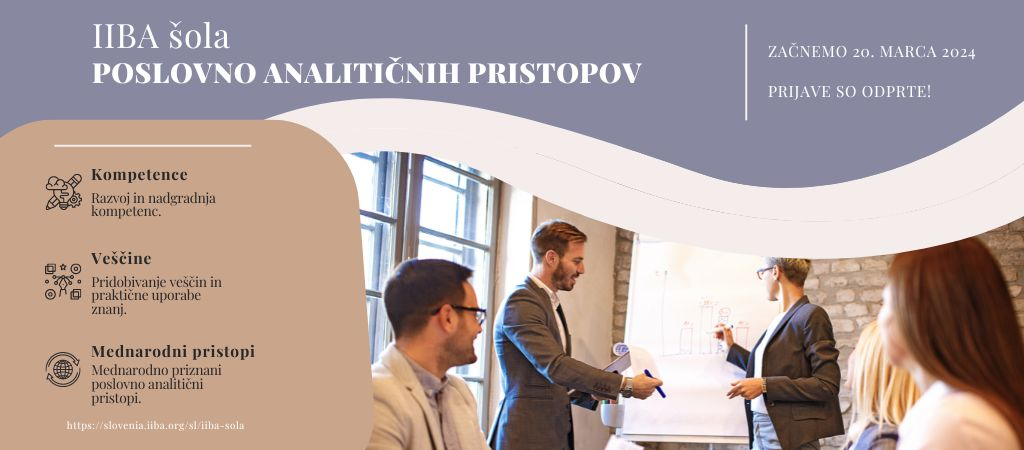 IIBA šola
POSLOVNO ANALITIČNIH PRISTOPOV
ZAČNEMO 20. MARCA 2024
PRIJAVE SO ODPRTE!
Kompetence
Razvoj in nadgradnja
kompetenc.
Veščine
Pridobivanje veščin in
praktične uporabe
znanj.
Mednarodni pristopi
Mednarodno priznani
poslovno analitični
pristopi.
https://slovenia.iiba.org/sl/iiba-sola